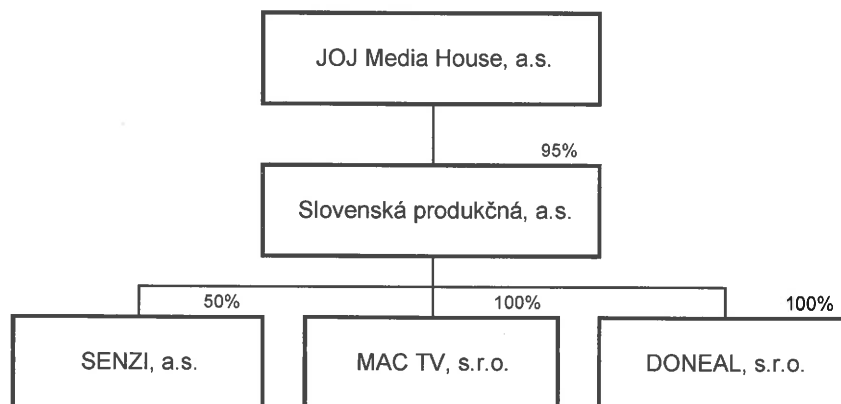 JOJ Media House, a.s.
95%
Slovenská produkčná, a.s.
50%
100%
100%
SENZI, a.s.
MAC TV, s.r.o.
DONEAL, s.r.o.